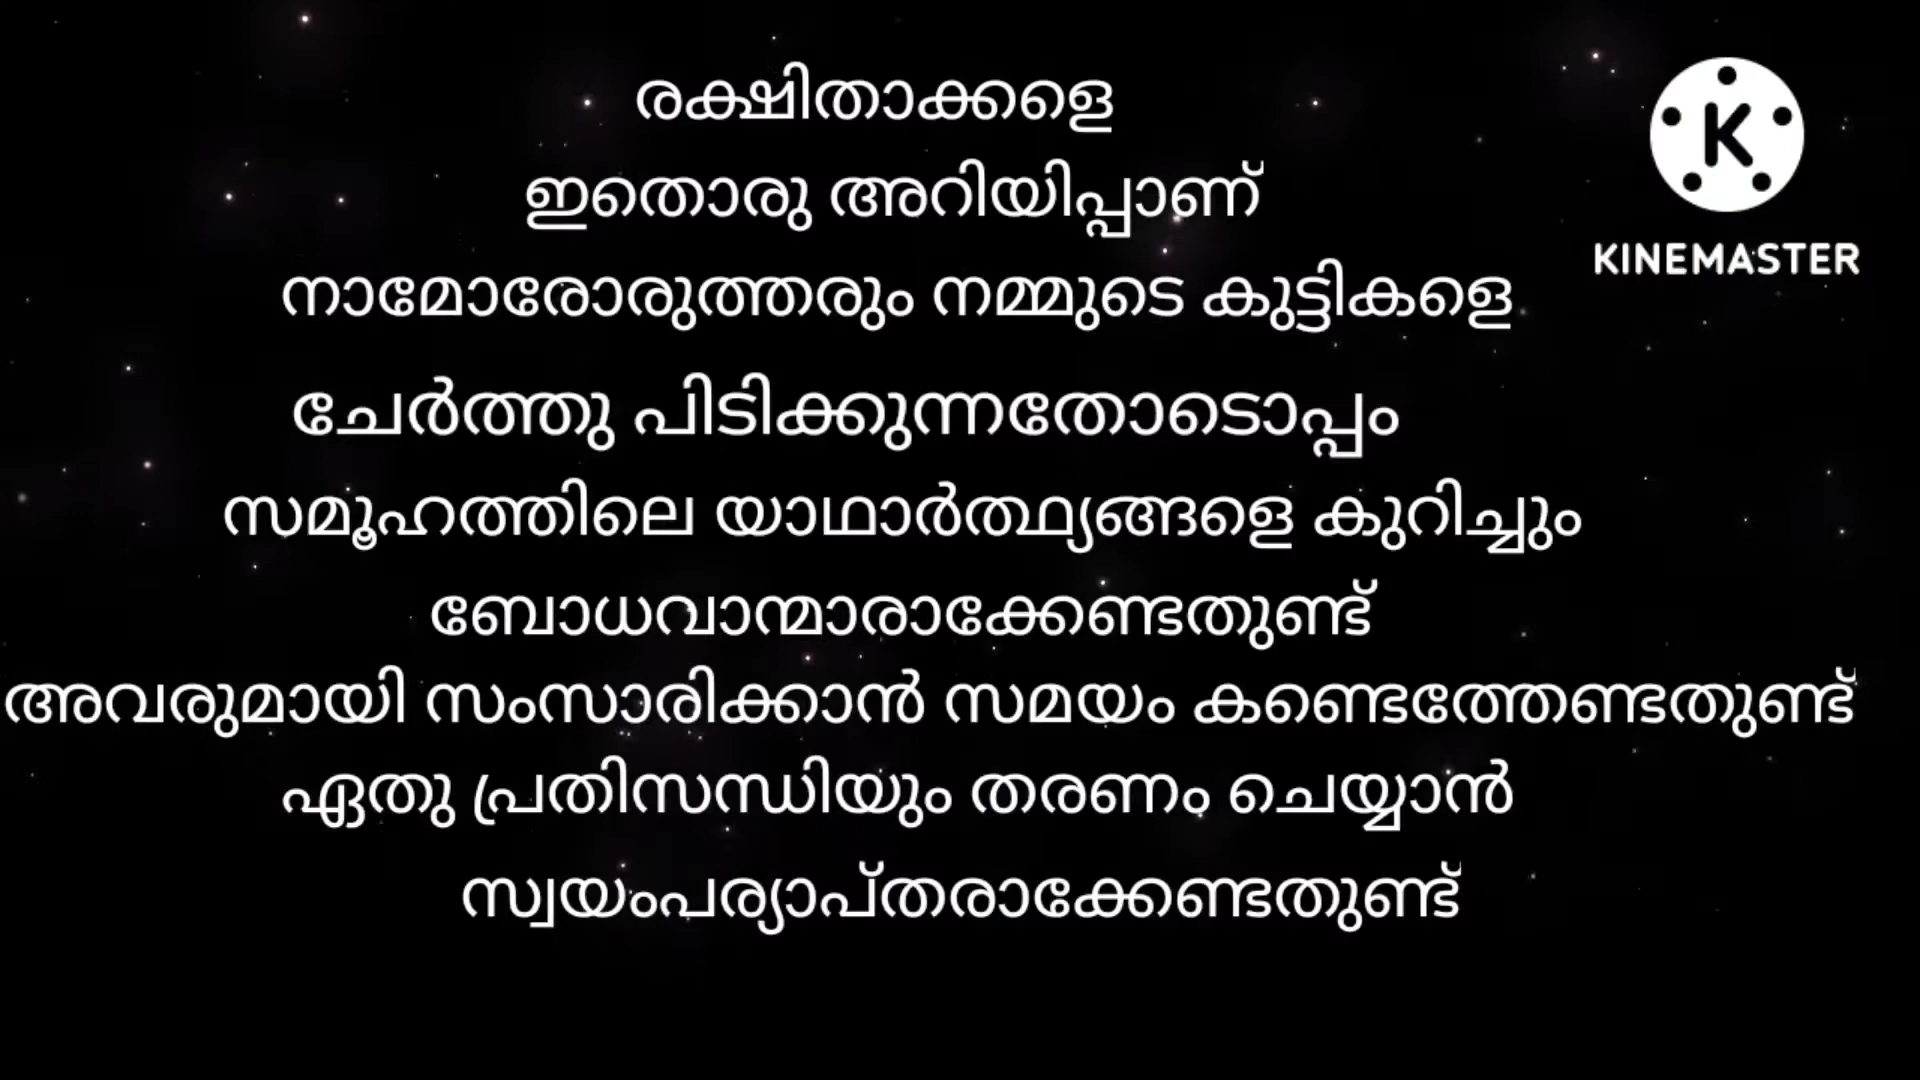 രക്ഷിതാക്കളെ
ഇതൊരു അറിയിപ്പാണ്
നാമോരോരുത്തരും നമ്മുടെ കുട്ടികളെ
ചേർത്തു പിടിക്കുന്നതോടൊപ്പം
സമൂഹത്തിലെ യാഥാർത്ഥ്യങ്ങളെ കുറിച്ചും
ബോധവാന്മാരാക്കേണ്ടതുണ്ട്
അവരുമായി സംസാരിക്കാൻ സമയം കണ്ടെത്തേണ്ടതുണ്ട്
ഏതു പ്രതിസന്ധിയും തരണം ചെയ്യാൻ
സ്വയംപര്യാപ്തരാക്കേണ്ടതുണ്ട്
K
KINEMASTER